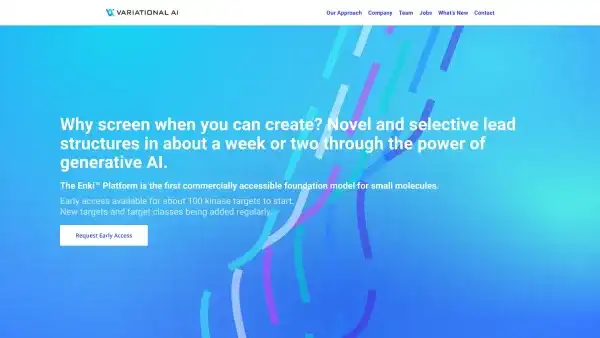 VARIATIONAL AI
Our Approach Company Team Jobs What's New Contact
Why screen when you can create? Novel and selective lead
structures in about a week or two through the power of
generative AI.
The Enki™ Platform is the first commercially accessible foundation model for small molecules.
Early access available for about 100 kinase targets to start.
New targets and target classes being added regularly.
Request Early Access